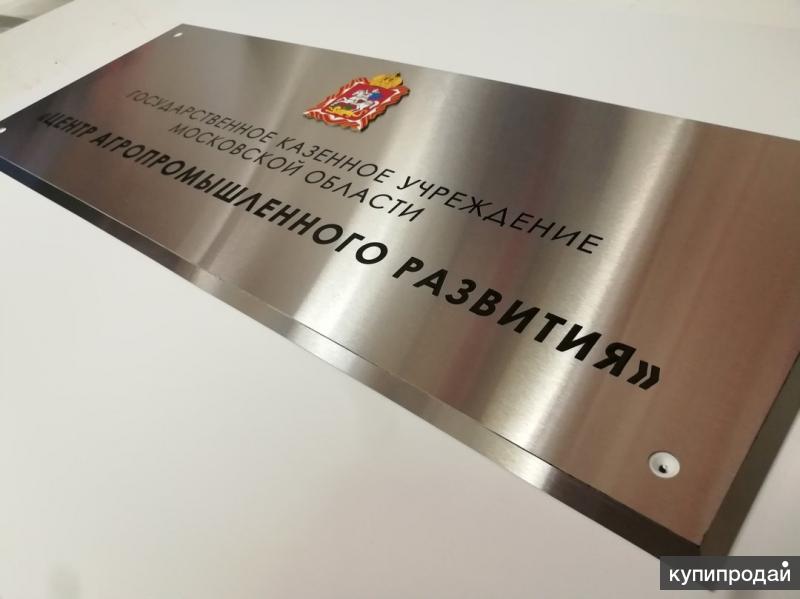 ГОСУДАРСТВЕННОЕ КАЗЕННОЕ УЧРЕЖДЕНИЕ
МОСКОВСКОЙ ОБЛАСТИ
«ЦЕНТР АГРОПРОМЫШЛЕННОГО РАЗВИТИЯ»
купипродай